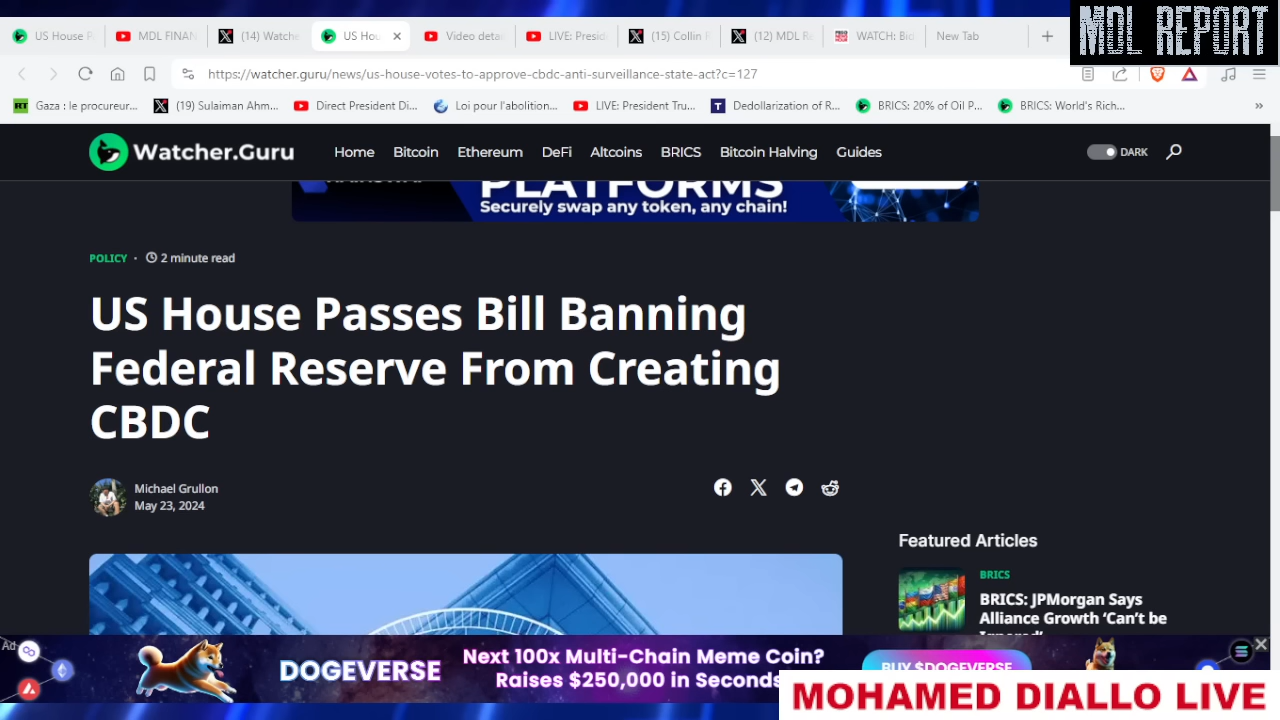 MDL REPORT
US House P
MDL FINAN
(14) Watche
US Hou
Video detai
LIVE: Presid
(15) Collin R
(12) MDL Re
WATCH: Bid
New Tab
https://watcher.guru/news/us-house-votes-to-approve-cbdc-anti-surveillance-state-act?c=127
Gaza : le procureur...
(19) Sulaiman Ahm...
Direct President Di...
Loi pour l'abolition...
LIVE: President Tru...
Dedollarization of R...
BRICS: 20% of Oil P...
BRICS: World's Rich...
Watcher.Guru
Home Bitcoin Ethereum DeFi Altcoins BRICS Bitcoin Halving Guides
DARK
PLATFORMS
Securely swap any token, any chain!
POLICY · 2 minute read
US House Passes Bill Banning
Federal Reserve From Creating
CBDC
Michael Grullon
May 23, 2024
Featured Articles
BRICS
BRICS: JPMorgan Says
Alliance Growth ‘Can’t be
Ignored’
Ad
DOGEVERSE
Next 100x Multi-Chain Meme Coin?
Raises $250,000 in Seconds
BUY $DOGEVERSE
MOHAMED DIALLO LIVE